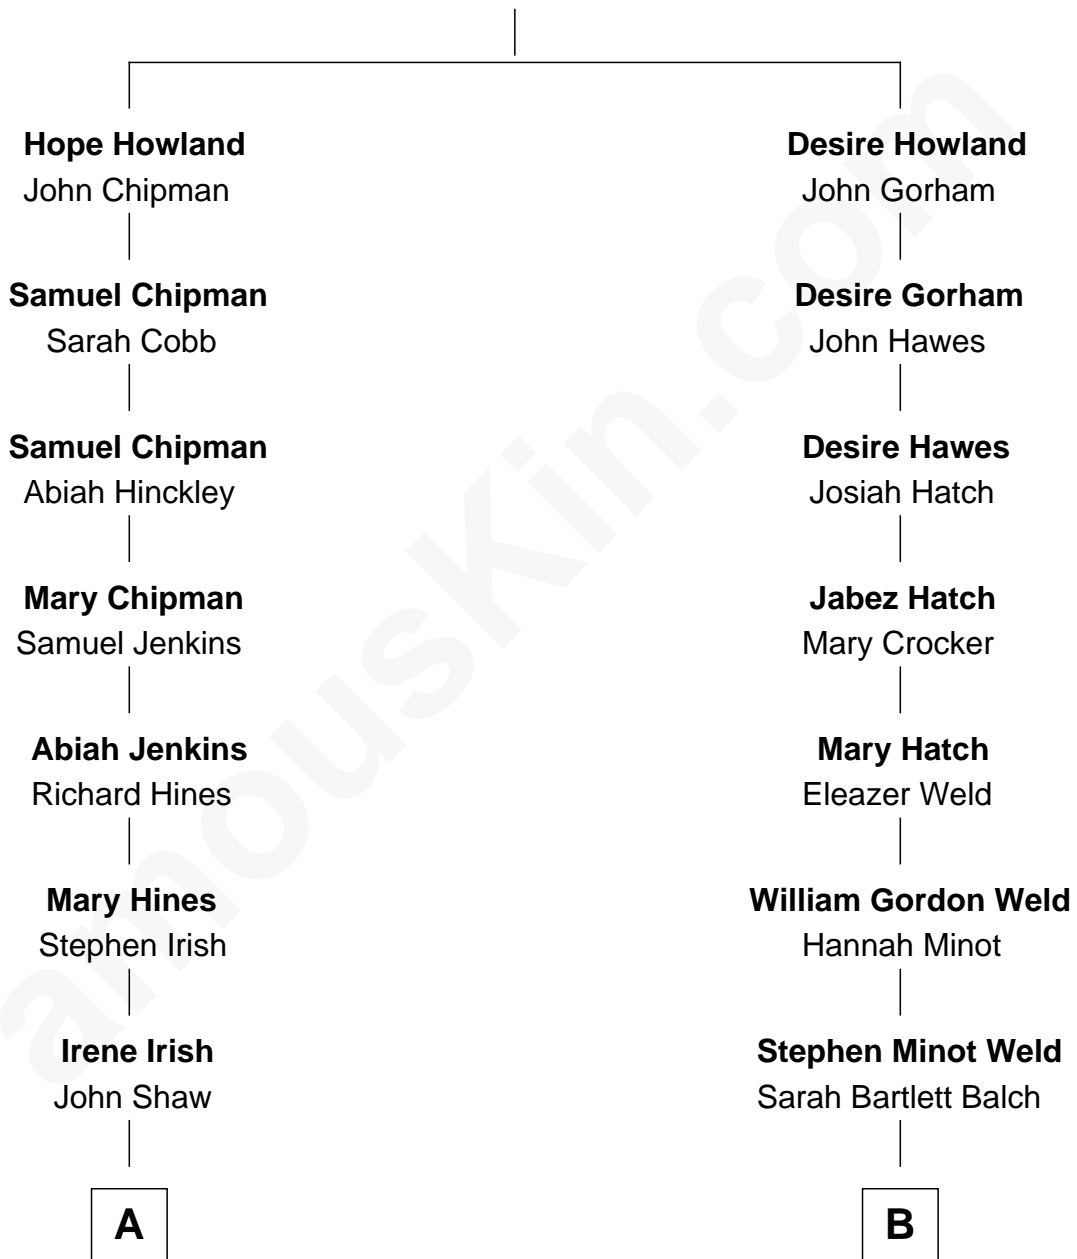 Hope Howland
John Chipman
Desire Howland
John Gorham
Samuel Chipman
Sarah Cobb
Desire Gorham
John Hawes
Samuel Chipman
Abiah Hinckley
Desire Hawes
Josiah Hatch
Mary Chipman
Samuel Jenkins
Jabez Hatch
Mary Crocker
Abiah Jenkins
Richard Hines
Mary Hatch
Eleazer Weld
Mary Hines
Stephen Irish
William Gordon Weld
Hannah Minot
Irene Irish
John Shaw
Stephen Minot Weld
Sarah Bartlett Balch
A
B
amousKin.com